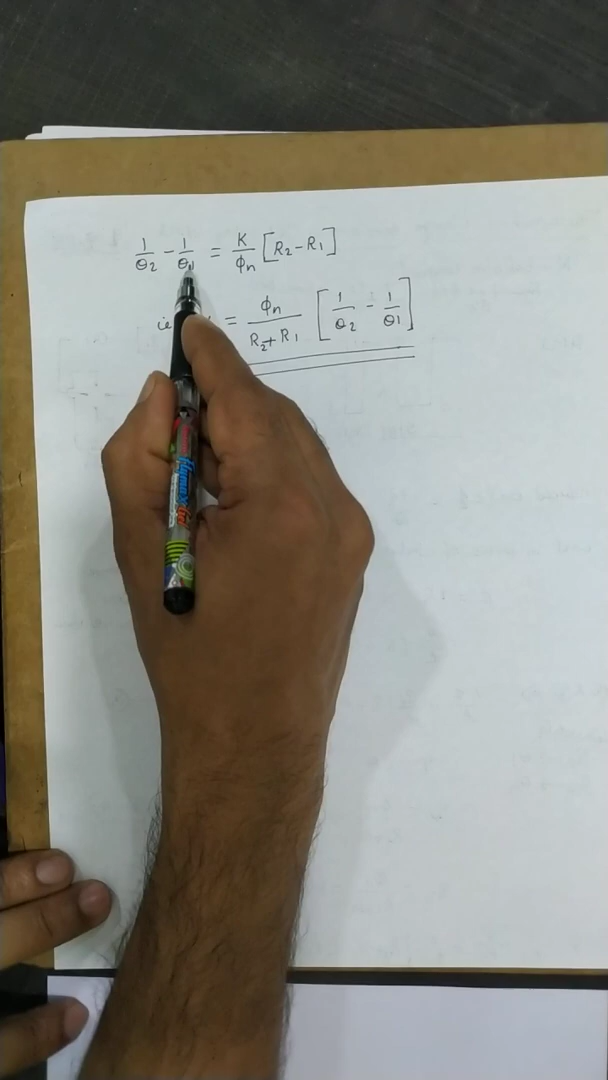 1/θ2 - 1/θ1 = K/ϕn [R2 - R1]
ie = ϕn/R2+R1 [1/θ2 - 1/θ1]